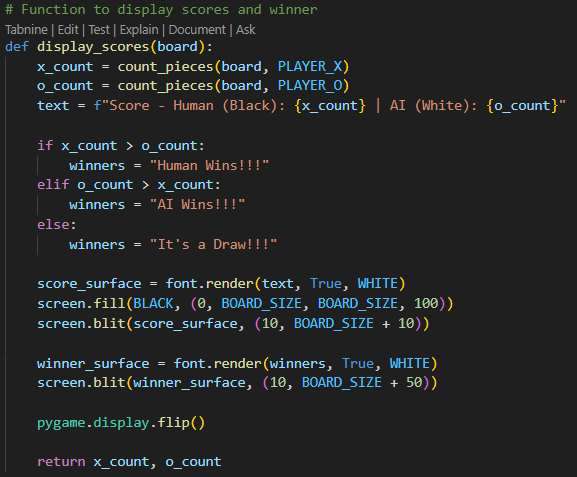 # Function to display scores and winner
Tabnine | Edit | Test | Explain | Document | Ask
def display_scores(board):
    x_count = count_pieces(board, PLAYER_X)
    o_count = count_pieces(board, PLAYER_O)
    text = f"Score - Human (Black): {x_count} | AI (White): {o_count}"

    if x_count > o_count:
        winners = "Human Wins!!!"
    elif o_count > x_count:
        winners = "AI Wins!!!"
    else:
        winners = "It's a Draw!!!"

    score_surface = font.render(text, True, WHITE)
    screen.fill(BLACK, (0, BOARD_SIZE, BOARD_SIZE, 100))
    screen.blit(score_surface, (10, BOARD_SIZE + 10))

    winner_surface = font.render(winners, True, WHITE)
    screen.blit(winner_surface, (10, BOARD_SIZE + 50))

    pygame.display.flip()

    return x_count, o_count